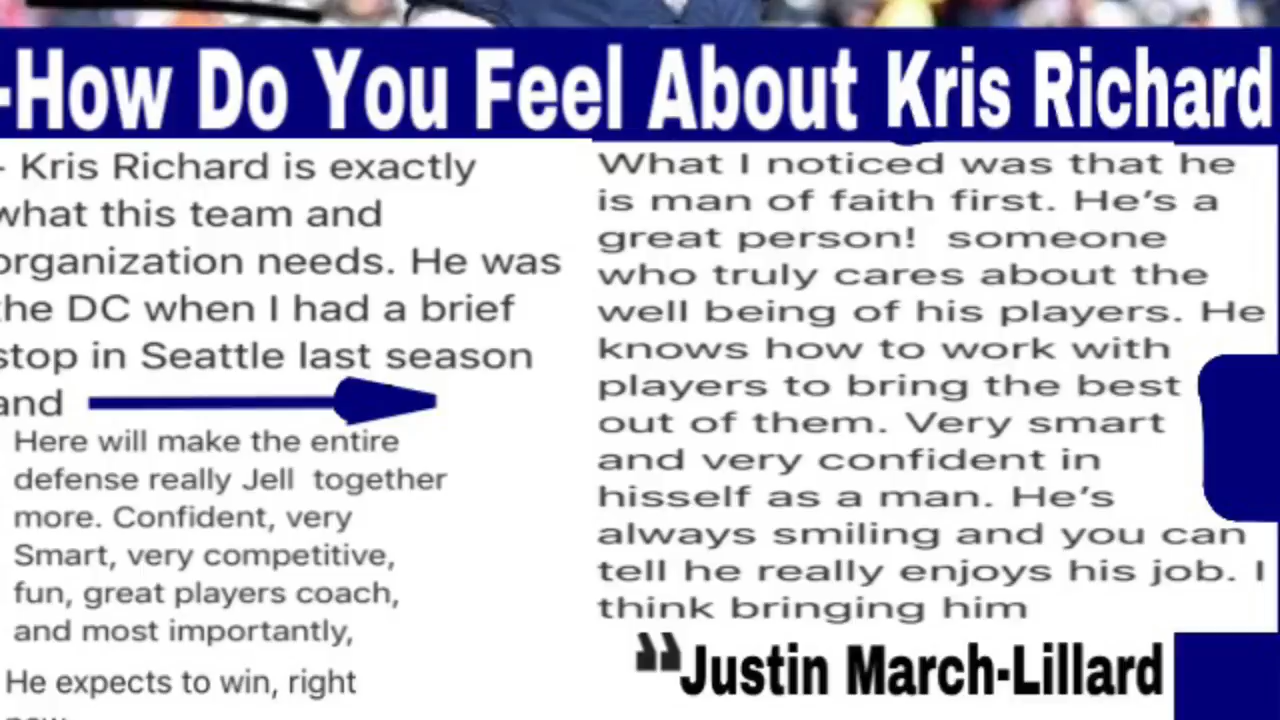 -How Do You Feel About Kris Richard
- Kris Richard is exactly
what this team and
organization needs. He was
the DC when I had a brief
stop in Seattle last season
and
Here will make the entire
defense really Jell together
more. Confident, very
Smart, very competitive,
fun, great players coach,
and most importantly,
He expects to win, right
now
What I noticed was that he
is man of faith first. He's a
great person! someone
who truly cares about the
well being of his players. He
knows how to work with
players to bring the best
out of them. Very smart
and very confident in
hisself as a man. He's
always smiling and you can
tell he really enjoys his job. I
think bringing him
“Justin March-Lillard